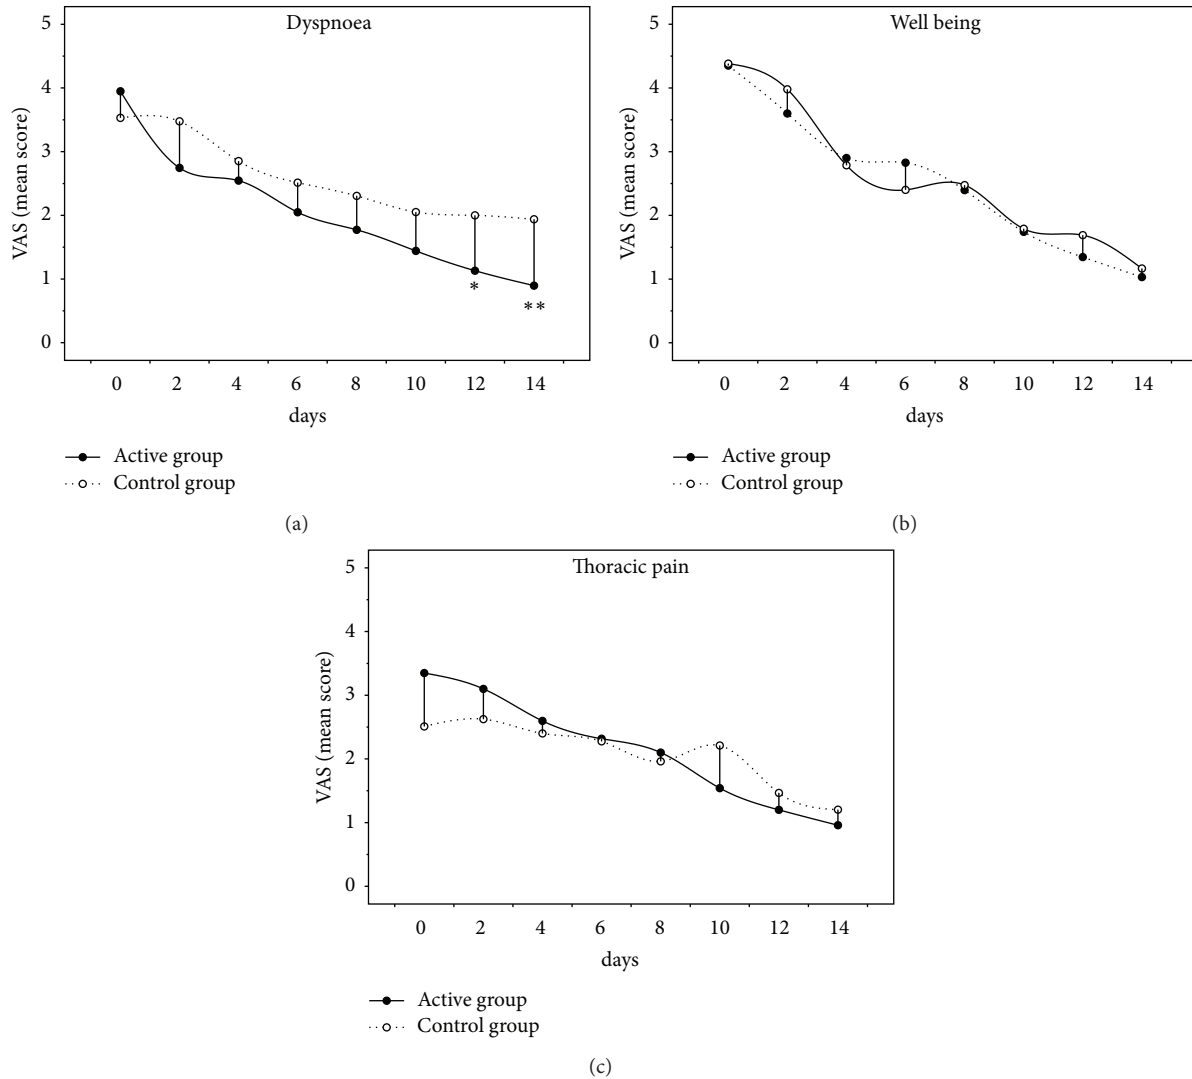 Dyspnoea
5
4
3
2
1
0
VAS (mean score)
*
**
0 2 4 6 8 10 12 14
days
Active group
Control group
(a)
Well being
5
4
3
2
1
0
VAS (mean score)
0 2 4 6 8 10 12 14
days
Active group
Control group
(b)
Thoracic pain
5
4
3
2
1
0
VAS (mean score)
0 2 4 6 8 10 12 14
days
Active group
Control group
(c)